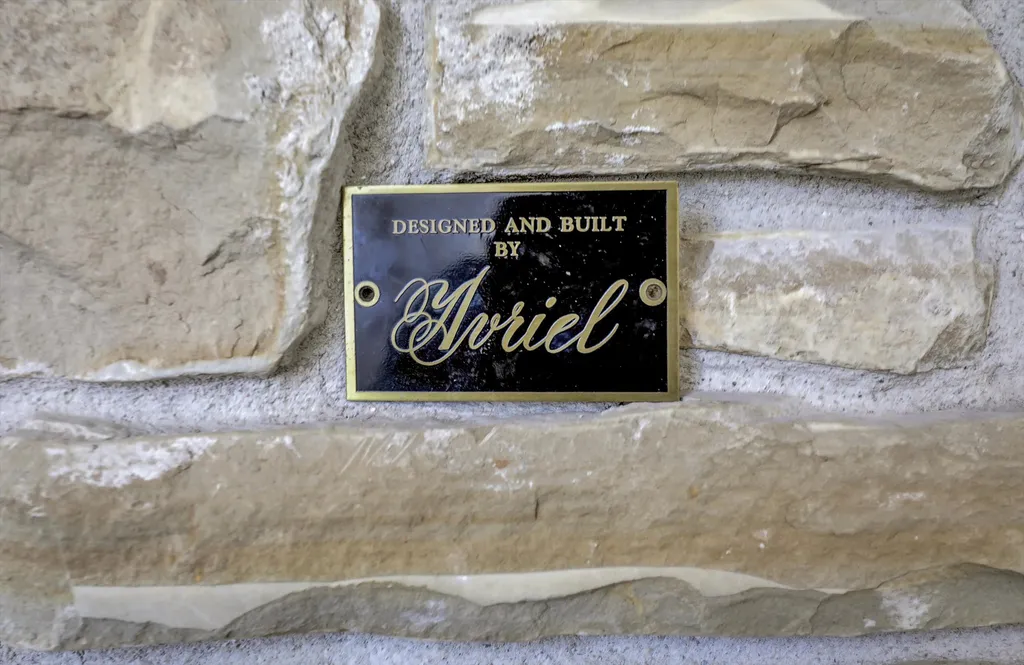 DESIGNED AND BUILT
BY
Avriel